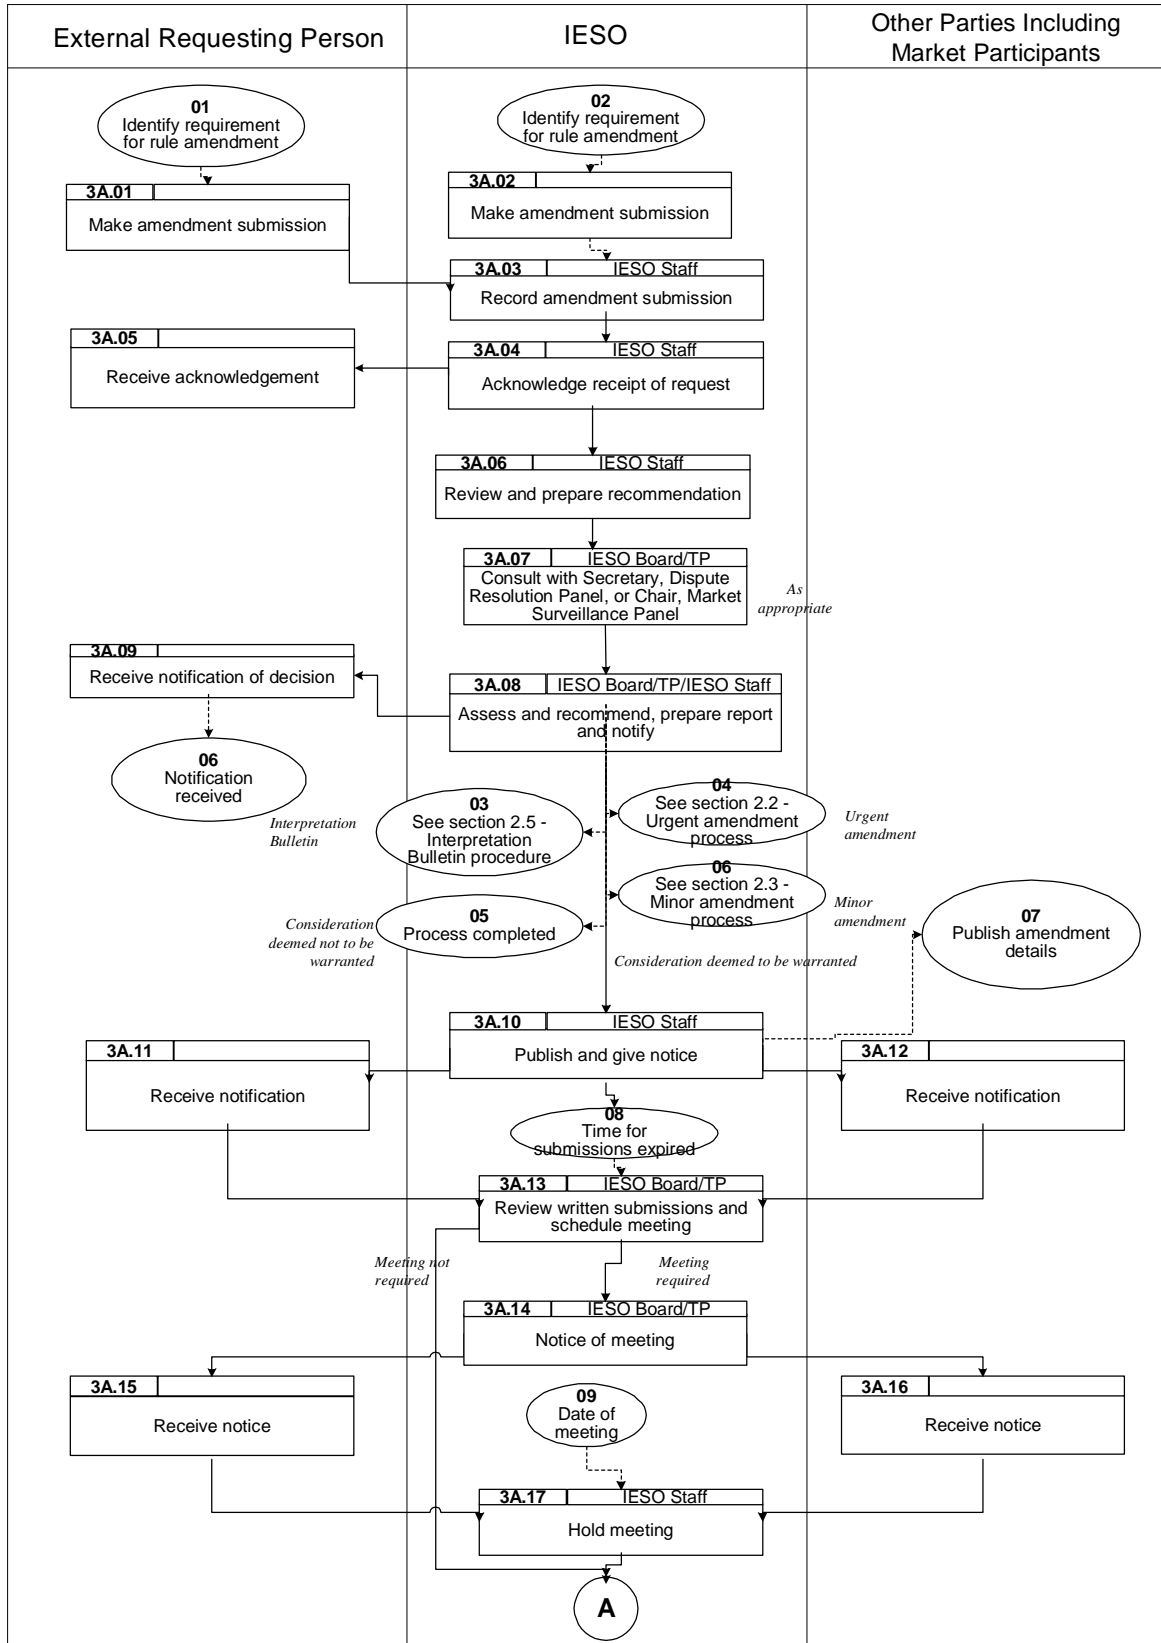 External Requesting Person
IESO
Other Parties Including
Market Participants
01
Identify requirement
for rule amendment
02
Identify requirement
for rule amendment
3A.01
Make amendment submission
3A.02
Make amendment submission
3A.03 IESO Staff
Record amendment submission
3A.05
Receive acknowledgement
3A.04 IESO Staff
Acknowledge receipt of request
3A.06 IESO Staff
Review and prepare recommendation
3A.07 IESO Board/TP
Consult with Secretary, Dispute
Resolution Panel, or Chair, Market
Surveillance Panel
As
appropriate
3A.09
Receive notification of decision
3A.08 IESO Board/TP/IESO Staff
Assess and recommend, prepare report
and notify
06
Notification
received
Interpretation
Bulletin
03
See section 2.5 -
Interpretation
Bulletin procedure
04
See section 2.2 -
Urgent amendment
process
Urgent
amendment
06
See section 2.3 -
Minor amendment
process
Minor
amendment
Consideration
deemed not to be
warranted
05
Process completed
Consideration deemed to be warranted
07
Publish amendment
details
3A.10 IESO Staff
Publish and give notice
3A.11
Receive notification
3A.12
Receive notification
08
Time for
submissions expired
3A.13 IESO Board/TP
Review written submissions and
schedule meeting
Meeting not
required
Meeting
required
3A.14 IESO Board/TP
Notice of meeting
3A.15
Receive notice
09
Date of
meeting
3A.16
Receive notice
3A.17 IESO Staff
Hold meeting
A